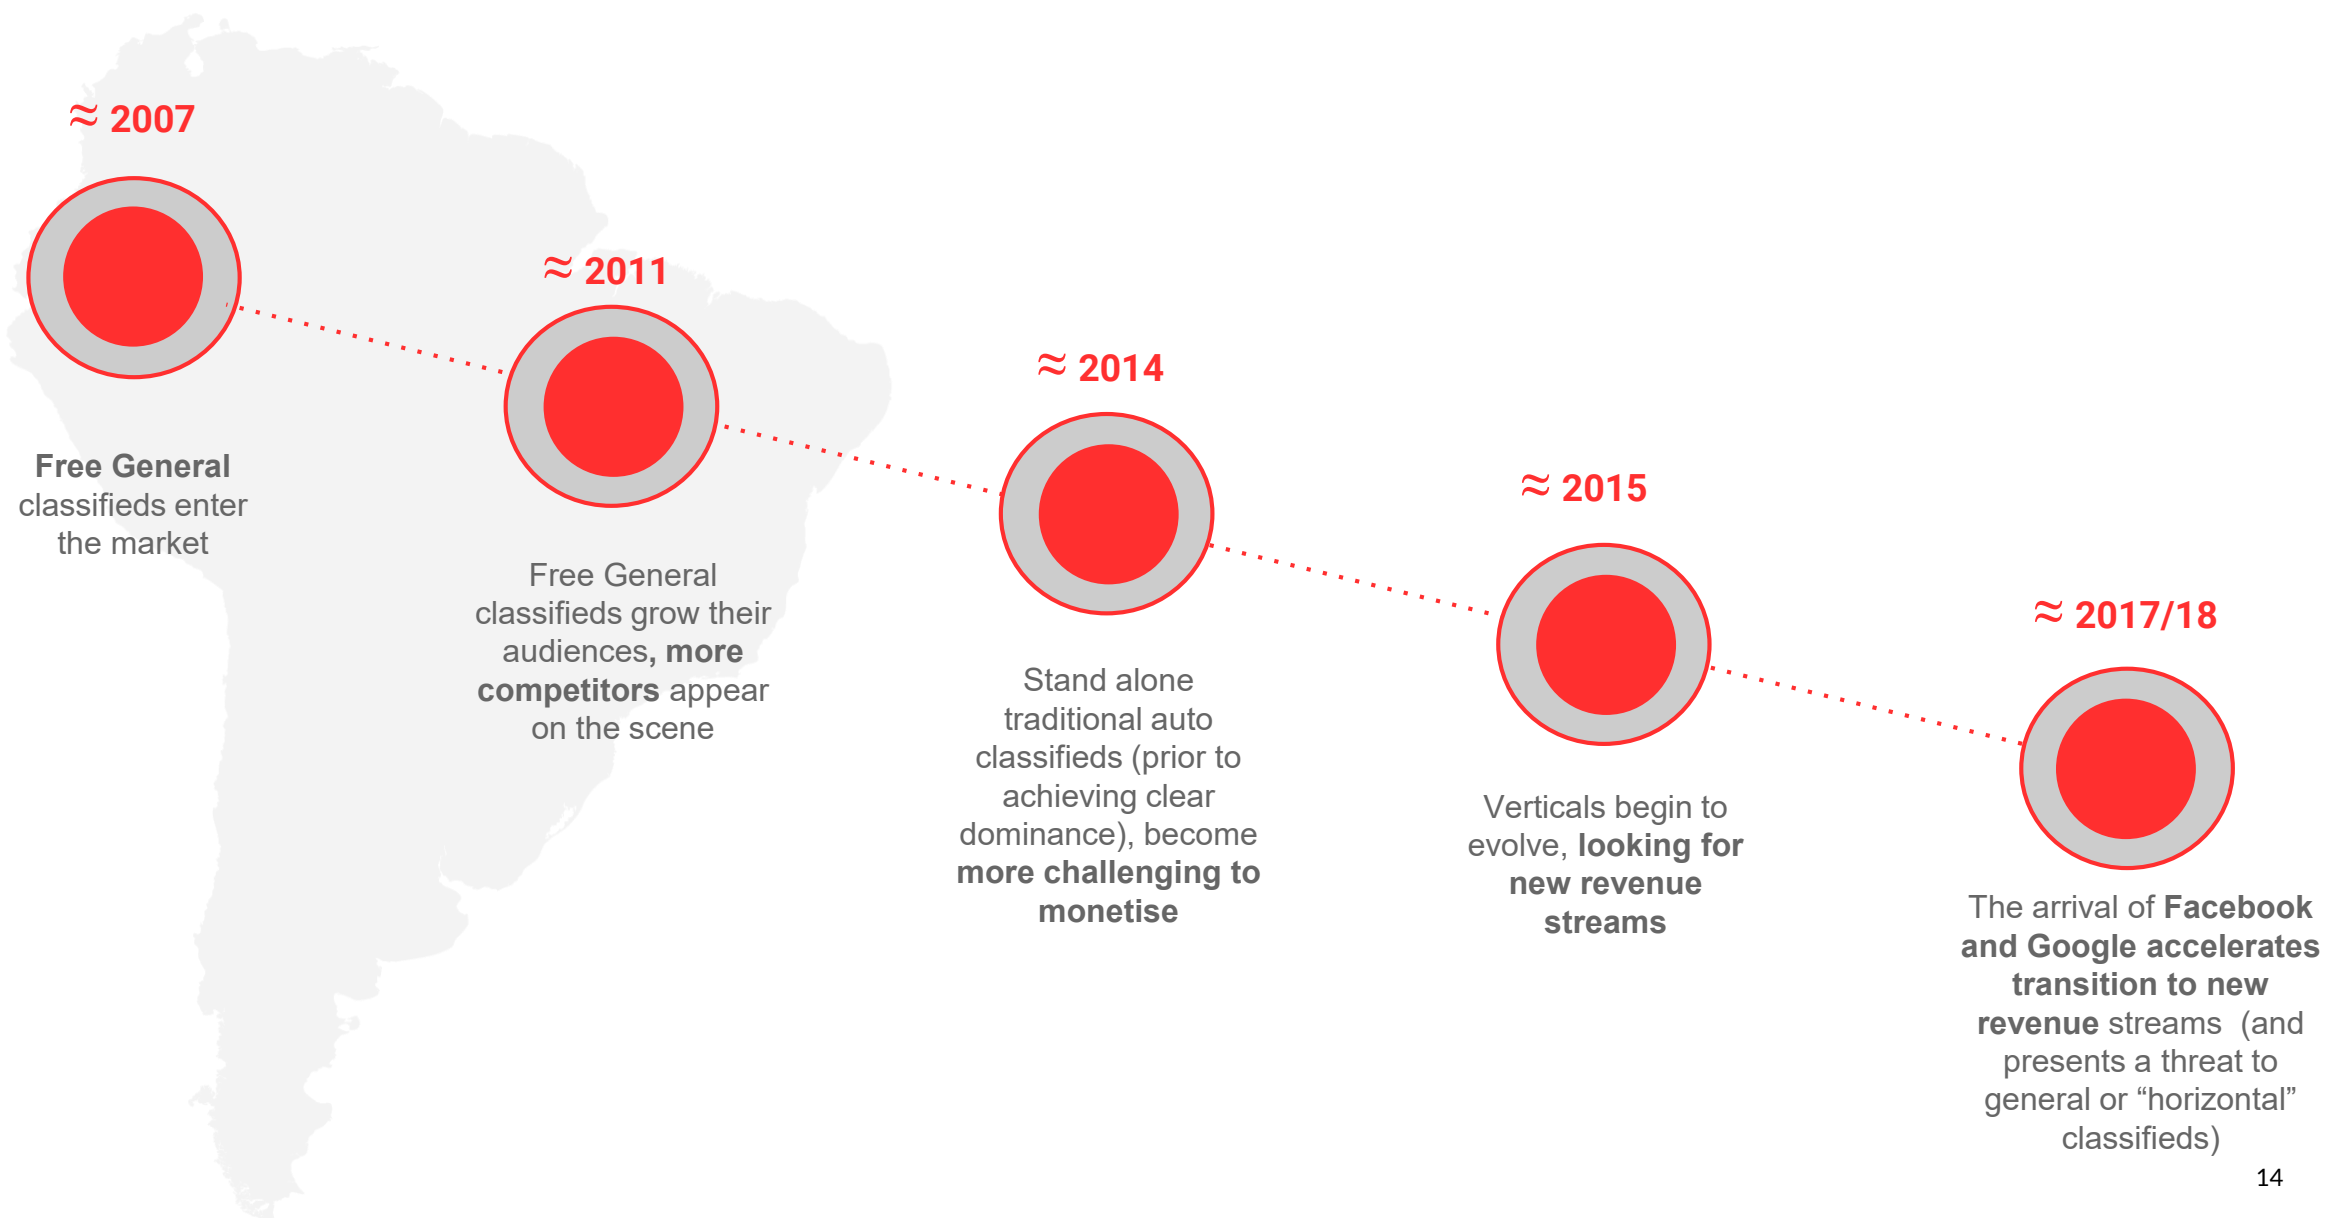 ≈ 2007
Free General
classifieds enter
the market
≈ 2011
Free General
classifieds grow their
audiences, more
competitors appear
on the scene
≈ 2014
Stand alone
traditional auto
classifieds (prior to
achieving clear
dominance), become
more challenging to
monetise
≈ 2015
Verticals begin to
evolve, looking for
new revenue
streams
≈ 2017/18
The arrival of Facebook
and Google accelerates
transition to new
revenue streams  (and
presents a threat to
general or “horizontal”
classifieds)
14